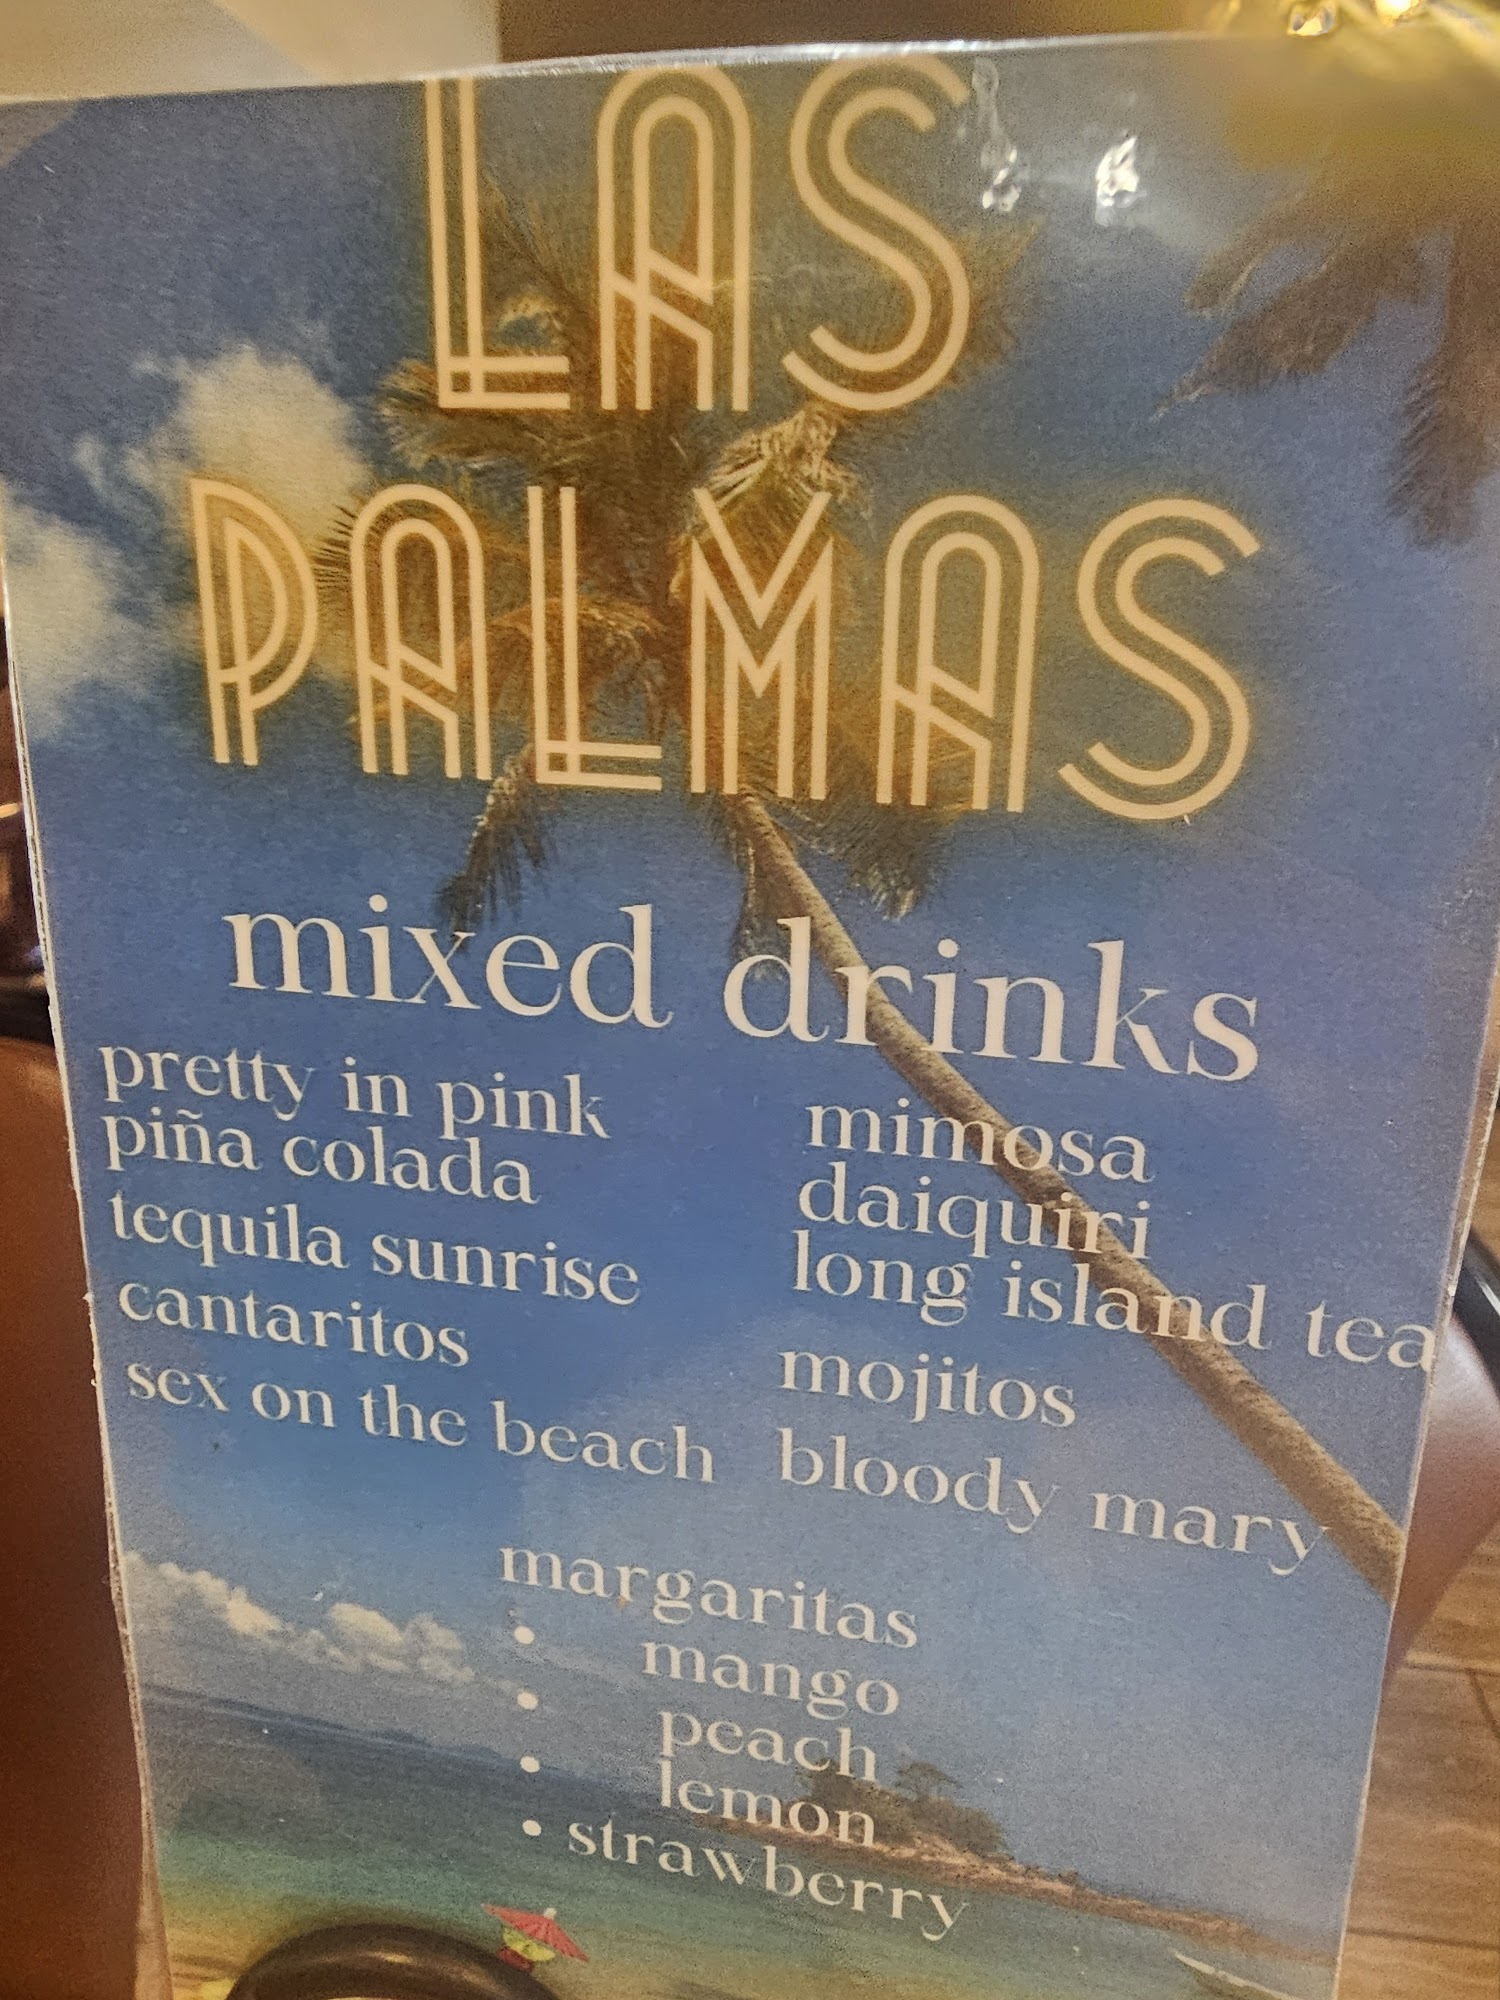 LAS
PALMAS
mixed drinks
pretty in pink
piña colada
tequila sunrise
cantaritos
sex on the beach
mimosa
daiquiri
long island tea
mojitos
bloody mary
margaritas
• mango
• peach
• lemon
• strawberry